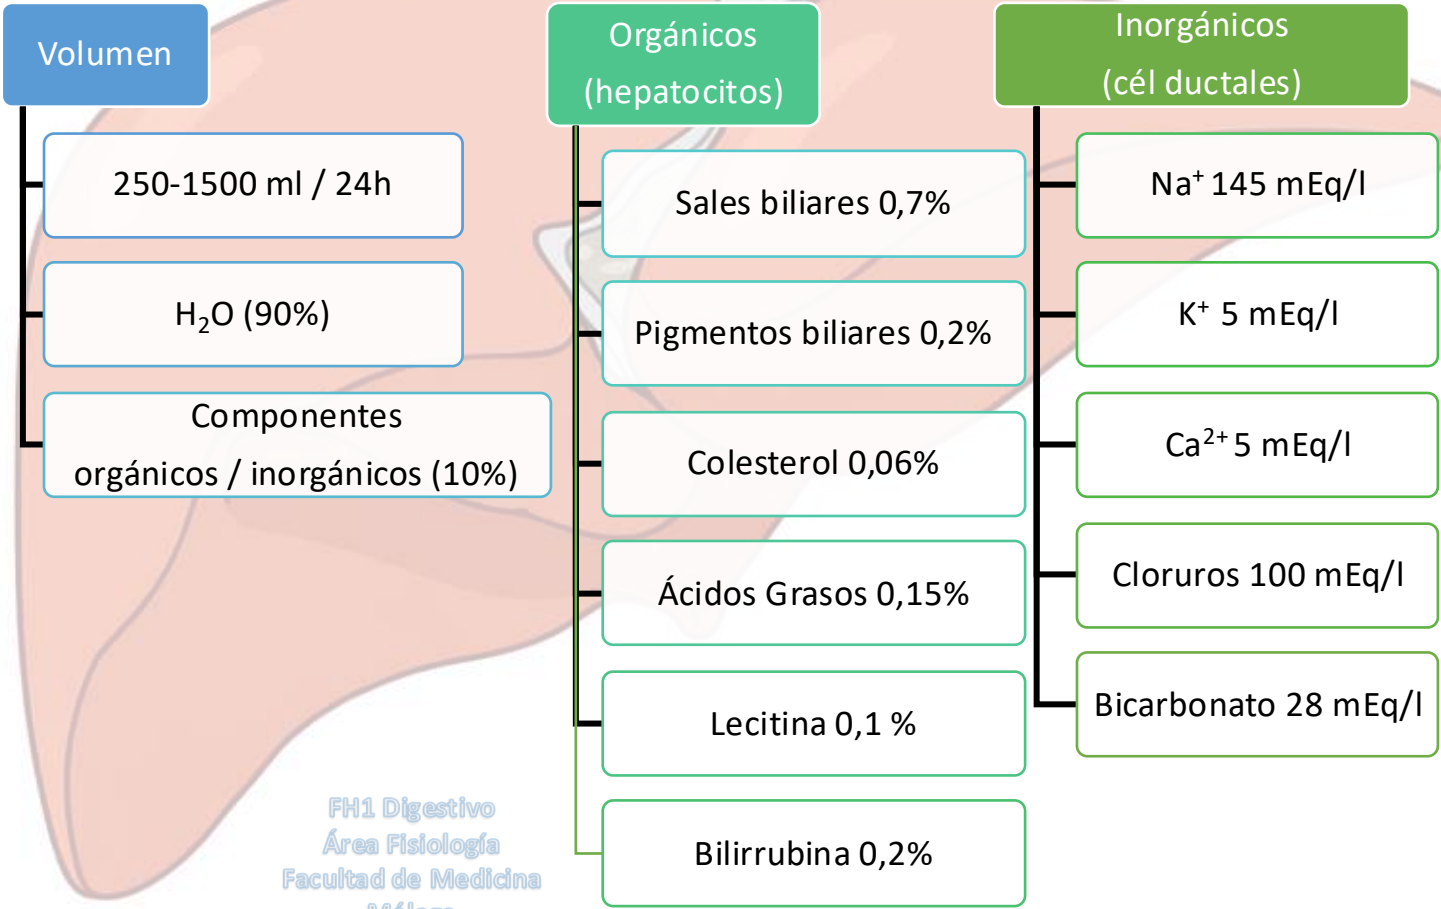 Volumen
250-1500 ml / 24h
H₂O (90%)
Componentes
orgánicos / inorgánicos (10%)
Orgánicos
(hepatocitos)
Sales biliares 0,7%
Pigmentos biliares 0,2%
Colesterol 0,06%
Ácidos Grasos 0,15%
Lecitina 0,1 %
Bilirrubina 0,2%
Inorgánicos
(cél ductales)
Na⁺ 145 mEq/l
K⁺ 5 mEq/l
Ca²⁺ 5 mEq/l
Cloruros 100 mEq/l
Bicarbonato 28 mEq/l
FH1 Digestivo
Área Fisiología
Facultad de Medicina
Málaga